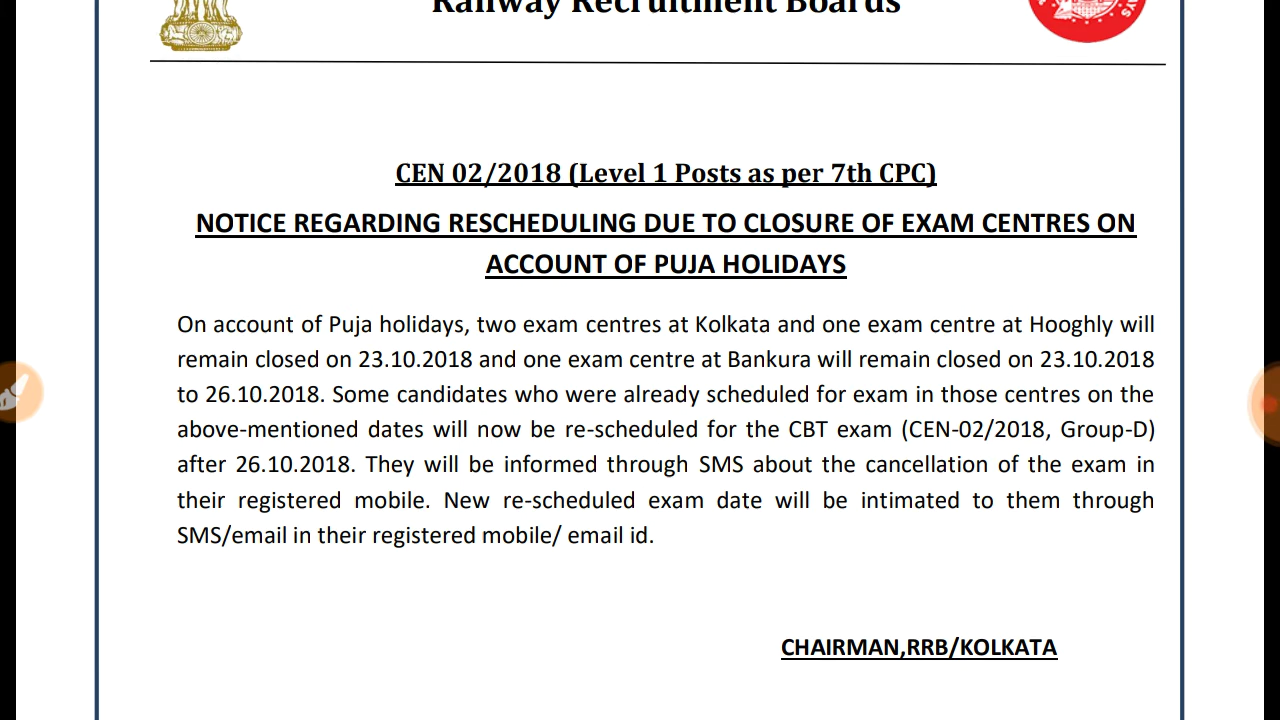 Railway Recruitment Boards
CEN 02/2018 (Level 1 Posts as per 7th CPC)
NOTICE REGARDING RESCHEDULING DUE TO CLOSURE OF EXAM CENTRES ON
ACCOUNT OF PUJA HOLIDAYS
On account of Puja holidays, two exam centres at Kolkata and one exam centre at Hooghly will
remain closed on 23.10.2018 and one exam centre at Bankura will remain closed on 23.10.2018
to 26.10.2018. Some candidates who were already scheduled for exam in those centres on the
above-mentioned dates will now be re-scheduled for the CBT exam (CEN-02/2018, Group-D)
after 26.10.2018. They will be informed through SMS about the cancellation of the exam in
their registered mobile. New re-scheduled exam date will be intimated to them through
SMS/email in their registered mobile/ email id.
CHAIRMAN,RRB/KOLKATA